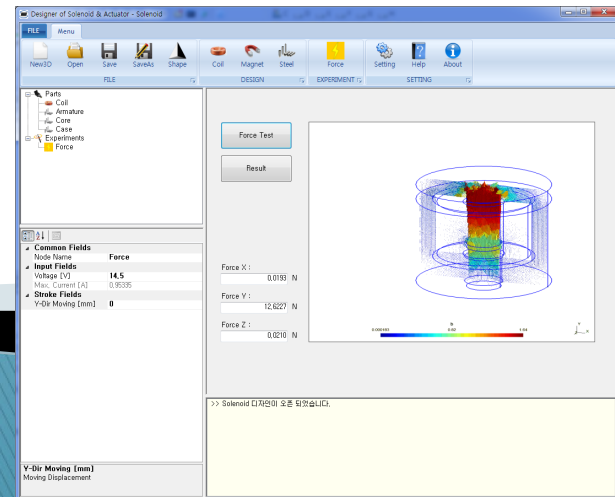 Designer of Solenoid & Actuator - Solenoid
FILE Menu
New3D Open Save SaveAs Shape Coil Magnet Steel Force Setting Help About
FILE DESIGN EXPERIMENT SETTING
Parts
Coil
Armature
Core
Case
Experiments
Force
Force Test
Result
Common Fields
Node Name Force
Input Fields
Voltage [V] 14,5
Max. Current [A] 0.95335
Stroke Fields
Y-Dir Moving [mm] 0
Force X :
0,0193 N
Force Y :
12,6227 N
Force Z :
0,0210 N
>> Solenoid 디자인이 오픈 되었습니다.
Y-Dir Moving [mm]
Moving Displacement